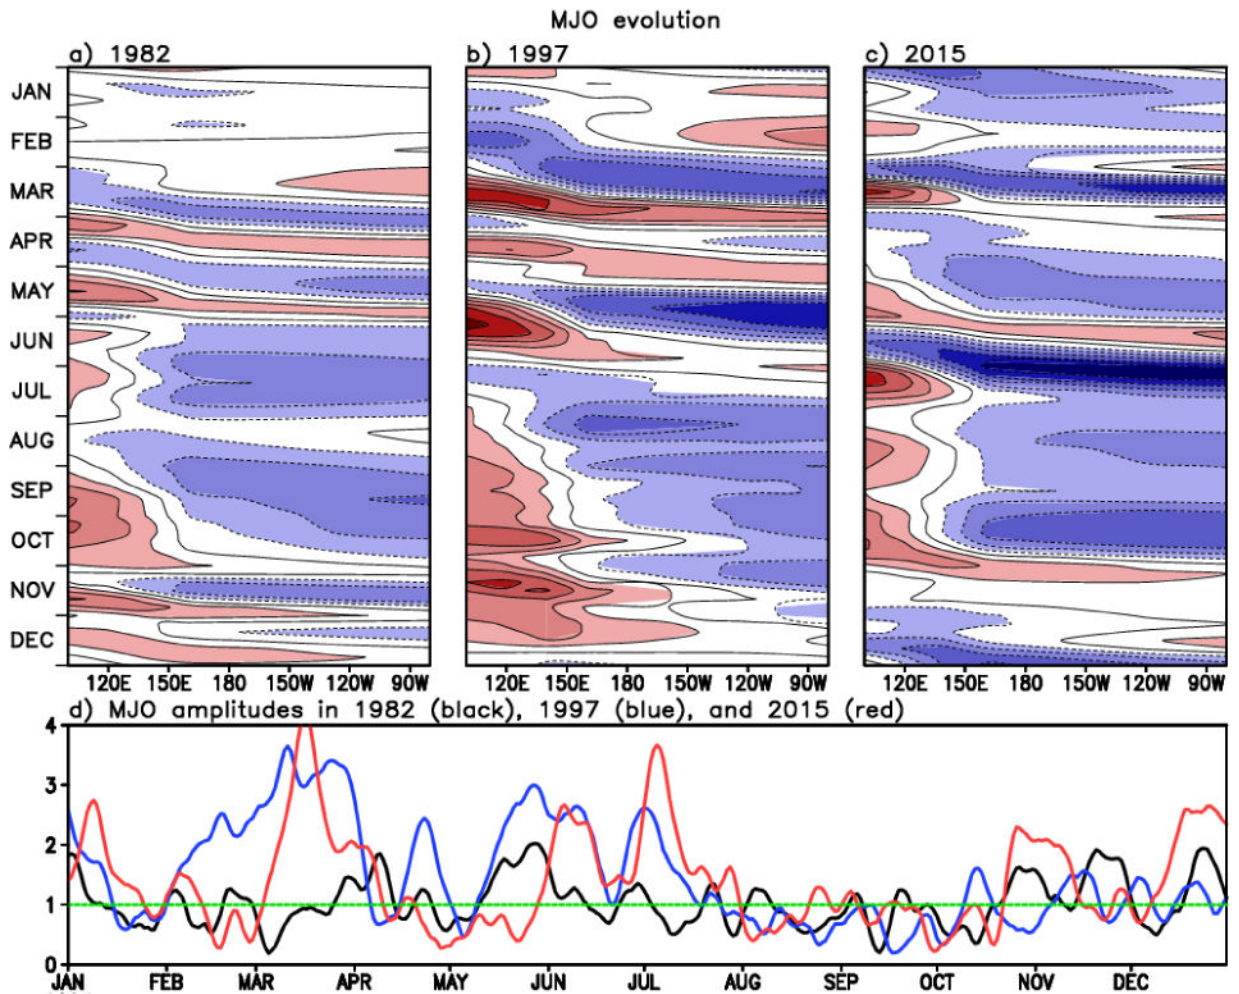 MJO evolution
a) 1982
b) 1997
c) 2015
JAN
FEB
MAR
APR
MAY
JUN
JUL
AUG
SEP
OCT
NOV
DEC
120E 150E 180 150W 120W 90W
120E 150E 180 150W 120W 90W
120E 150E 180 150W 120W 90W
d) MJO amplitudes in 1982 (black), 1997 (blue), and 2015 (red)
4
3
2
1
0
JAN FEB MAR APR MAY JUN JUL AUG SEP OCT NOV DEC